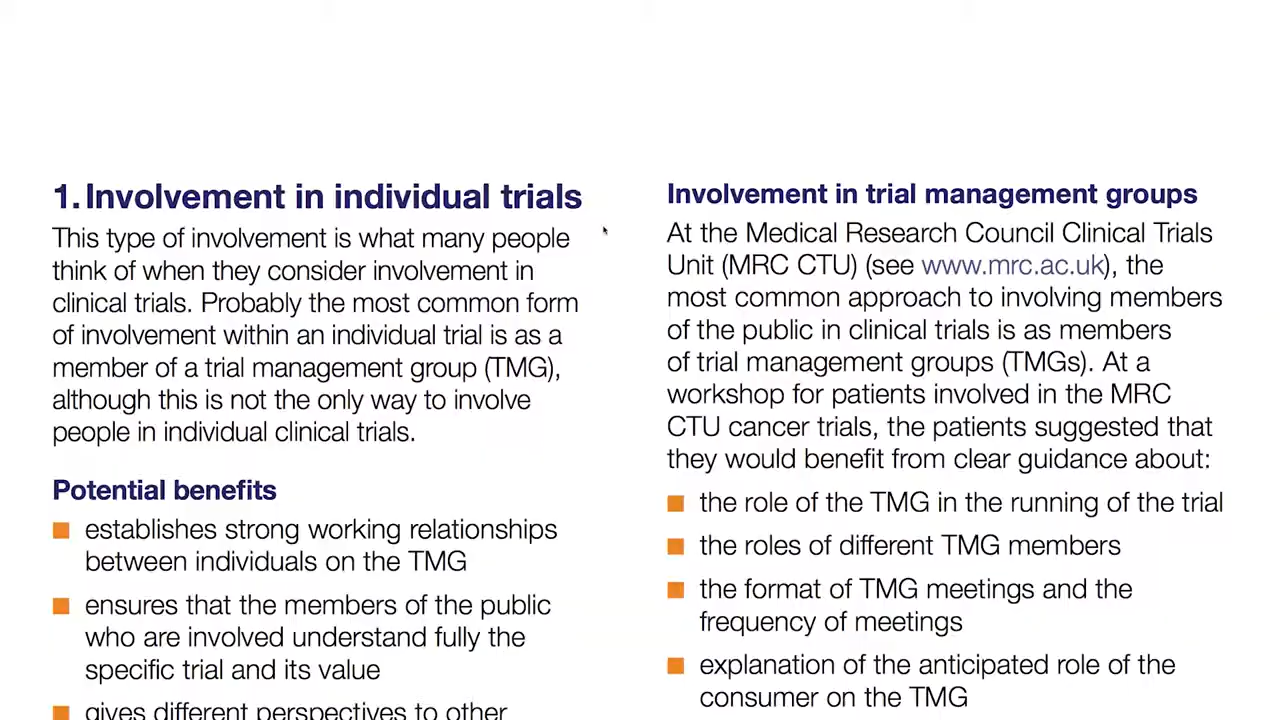 1. Involvement in individual trials
This type of involvement is what many people
think of when they consider involvement in
clinical trials. Probably the most common form
of involvement within an individual trial is as a
member of a trial management group (TMG),
although this is not the only way to involve
people in individual clinical trials.
Potential benefits
establishes strong working relationships
between individuals on the TMG
ensures that the members of the public
who are involved understand fully the
specific trial and its value
gives different perspectives to other
Involvement in trial management groups
At the Medical Research Council Clinical Trials
Unit (MRC CTU) (see www.mrc.ac.uk), the
most common approach to involving members
of the public in clinical trials is as members
of trial management groups (TMGs). At a
workshop for patients involved in the MRC
CTU cancer trials, the patients suggested that
they would benefit from clear guidance about:
the role of the TMG in the running of the trial
the roles of different TMG members
the format of TMG meetings and the
frequency of meetings
explanation of the anticipated role of the
consumer on the TMG